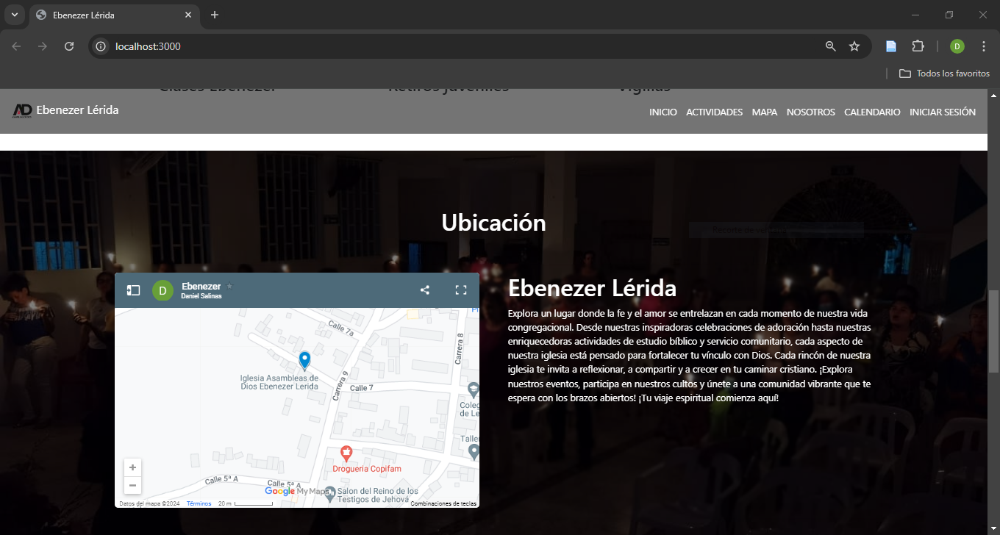 Ebenezer Lérida
localhost:3000
D
Todos los favoritos
Clases Ebenezer
Retiros Juveniles
Vigilias
AD
Ebenezer Lérida
INICIO
ACTIVIDADES
MAPA
NOSOTROS
CALENDARIO
INICIAR SESIÓN
Ubicación
D
Ebenezer
Daniel Salinas
Calle 7a
Carrera 8
Iglesia Asambleas de
Dios Ebenezer Lerida
Carrera 9
Calle 7
Coleg
de Le
Taller
Drogueria Copifam
Calle 5ª A
Calle 5ª A
Google My Maps
Salon del Reino de los
Testigos de Jehová
+
−
Datos del mapa ©2024
Términos
20 m
Combinaciones de teclas
Ebenezer Lérida
Explora un lugar donde la fe y el amor se entrelazan en cada momento de nuestra vida
congregacional. Desde nuestras inspiradoras celebraciones de adoración hasta nuestras
enriquecedoras actividades de estudio bíblico y servicio comunitario, cada aspecto de
nuestra iglesia está pensado para fortalecer tu vínculo con Dios. Cada rincón de nuestra
iglesia te invita a reflexionar, a compartir y a crecer en tu caminar cristiano. ¡Explora
nuestros eventos, participa en nuestros cultos y únete a una comunidad vibrante que te
espera con los brazos abiertos! ¡Tu viaje espiritual comienza aquí!